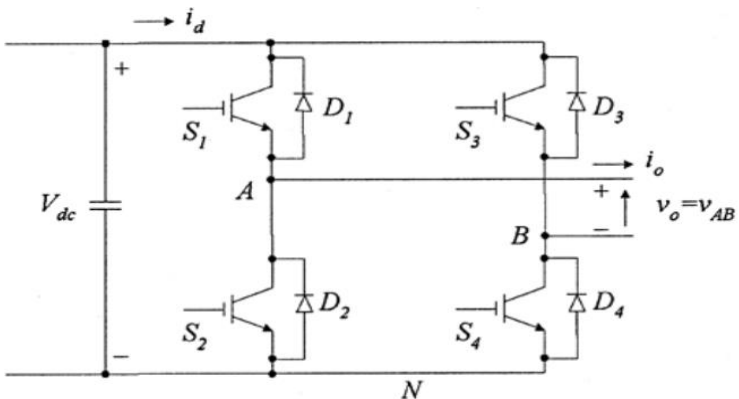 i_d
+
S_1
D_1
S_3
D_3
i_o
A
+
V_dc
v_o=v_AB
B
−
S_2
D_2
S_4
D_4
−
N